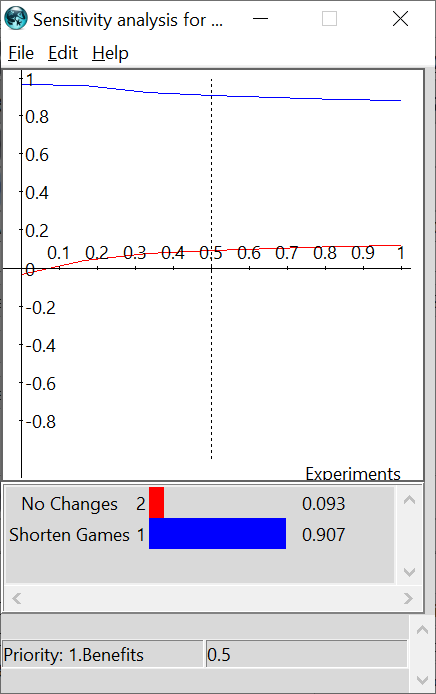 Sensitivity analysis for ...
File Edit Help
1
0.8
0.6
0.4
0.2
0.1 0.2 0.3 0.4 0.5 0.6 0.7 0.8 0.9 1
0
-0.2
-0.4
-0.6
-0.8
Experiments
No Changes 2 0.093
Shorten Games 1 0.907
Priority: 1.Benefits 0.5